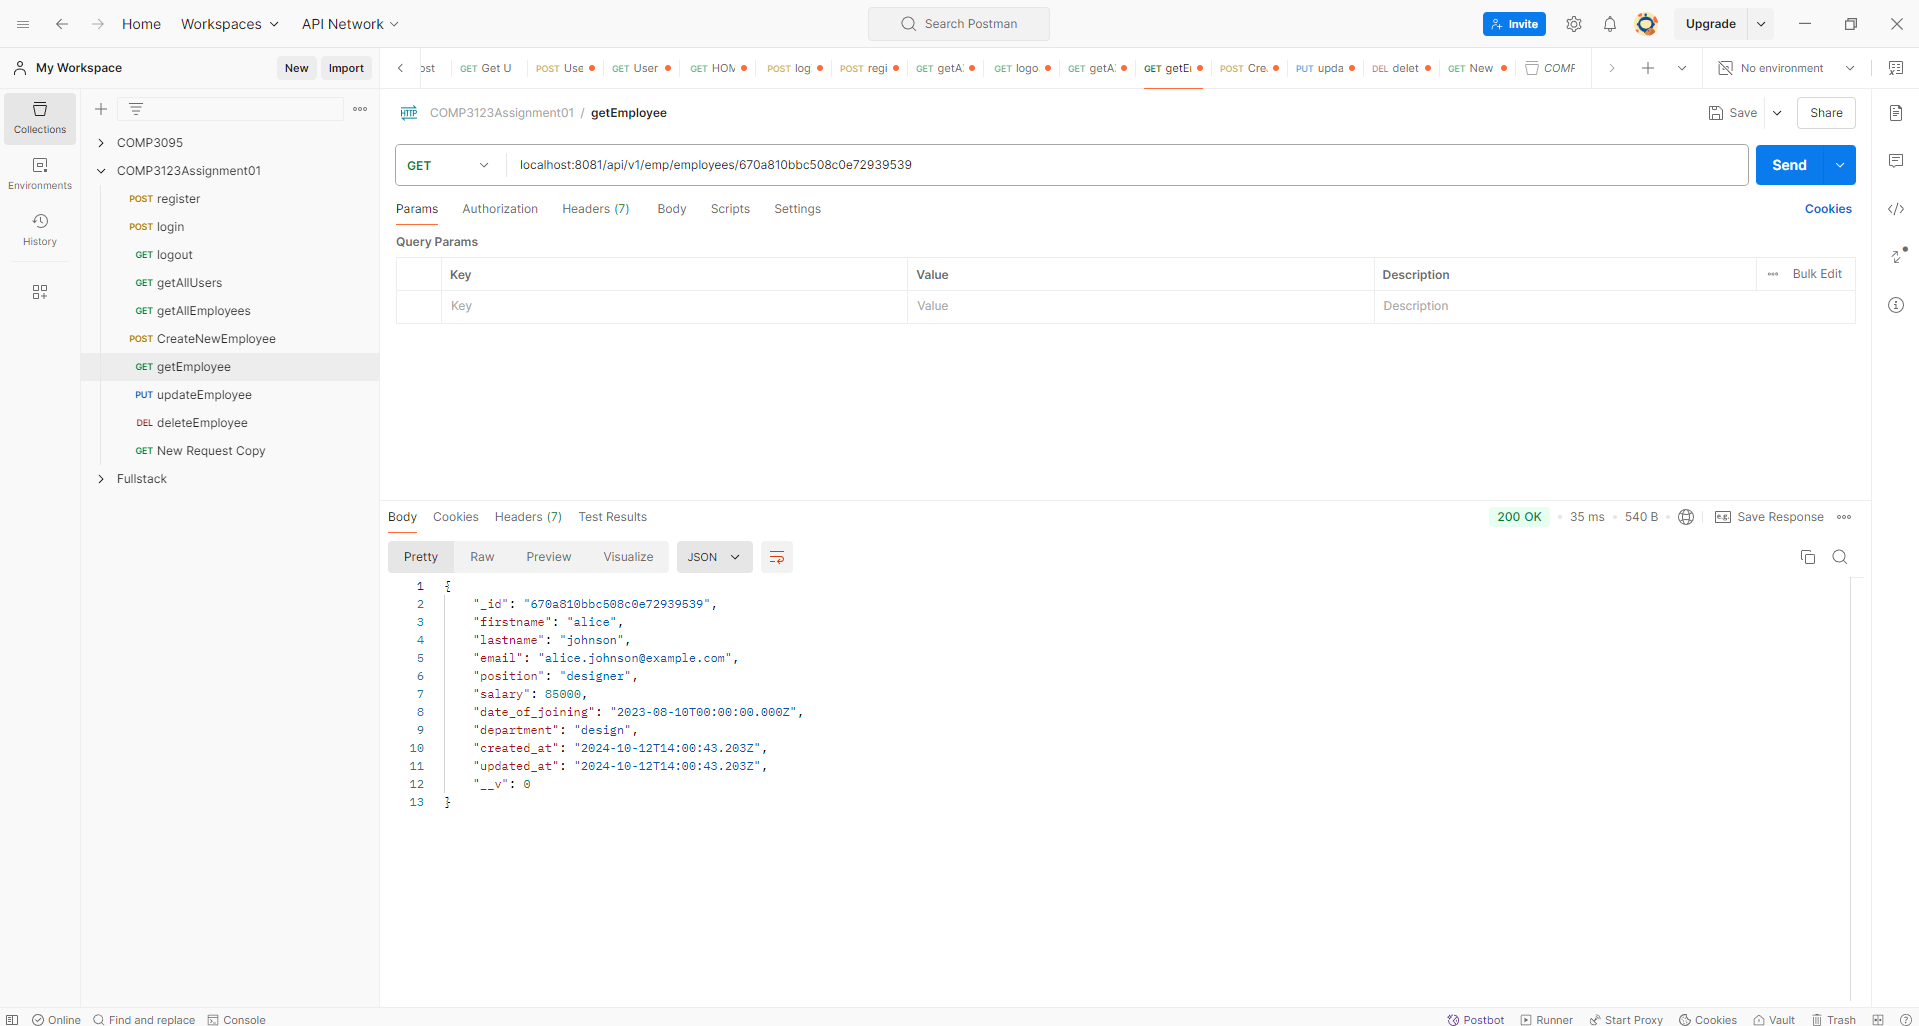 Home Workspaces API Network Search Postman Invite Upgrade
My Workspace New Import ost GET Get U POST Use GET User GET HOM POST log POST regi GET getA GET logo GET getA GET getE POST Cre PUT upda DEL delet GET New COMP No environment
Collections
Environments
History
COMP3095
COMP3123Assignment01
POST register
POST login
GET logout
GET getAllUsers
GET getAllEmployees
POST CreateNewEmployee
GET getEmployee
PUT updateEmployee
DEL deleteEmployee
GET New Request Copy
Fullstack
HTTP COMP3123Assignment01 / getEmployee Save Share
GET localhost:8081/api/v1/emp/employees/670a810bbc508c0e72939539 Send
Params Authorization Headers (7) Body Scripts Settings Cookies
Query Params
Key Value Description Bulk Edit
Key Value Description
Body Cookies Headers (7) Test Results 200 OK • 35 ms • 540 B e.g. Save Response
Pretty Raw Preview Visualize JSON
1 {
2 "_id": "670a810bbc508c0e72939539",
3 "firstname": "alice",
4 "lastname": "johnson",
5 "email": "alice.johnson@example.com",
6 "position": "designer",
7 "salary": 85000,
8 "date_of_joining": "2023-08-10T00:00:00.000Z",
9 "department": "design",
10 "created_at": "2024-10-12T14:00:43.203Z",
11 "updated_at": "2024-10-12T14:00:43.203Z",
12 "__v": 0
13 }
Online Find and replace Console Postbot Runner Start Proxy Cookies Vault Trash